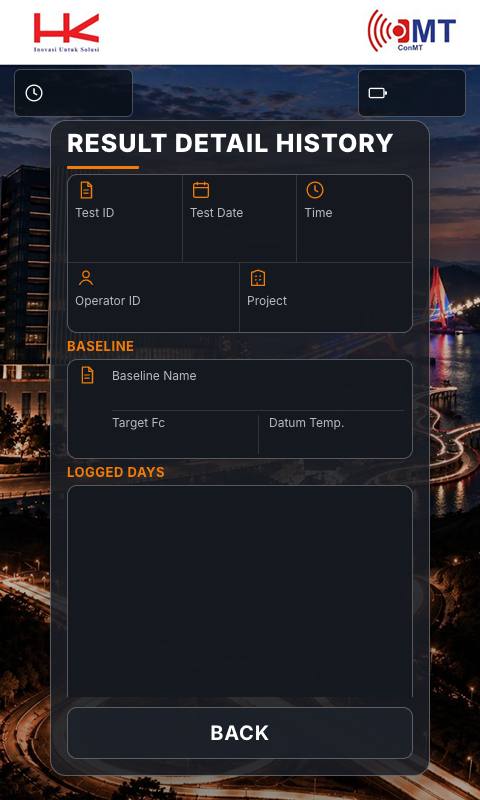 HK
Inovasi Untuk Solusi
MT
ConMT
RESULT DETAIL HISTORY
Test ID
Test Date
Time
Operator ID
Project
BASELINE
Baseline Name
Target Fc
Datum Temp.
LOGGED DAYS
BACK